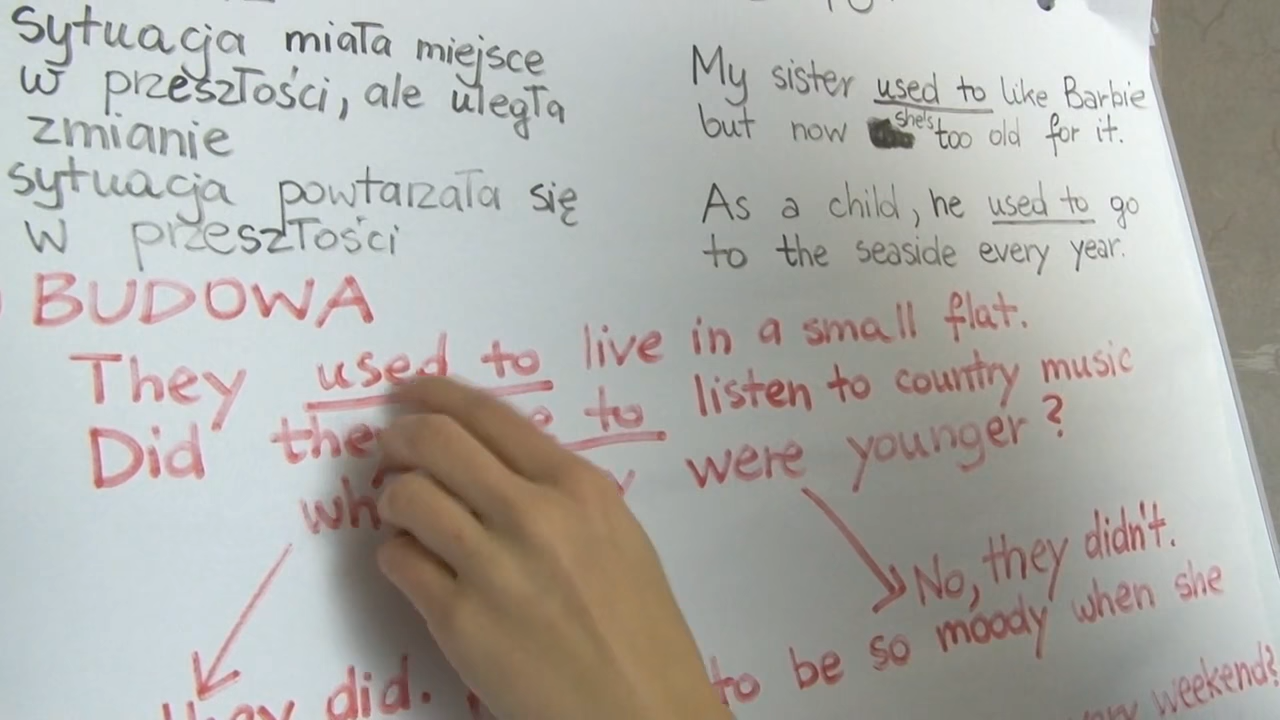 sytuacja miała miejsce
w przeszłości, ale uległa
zmianie
sytuacja powtarzała się
w przeszłości
My sister used to like Barbie
but now she's too old for it.
As a child, he used to go
to the seaside every year.
BUDOWA
They used to live in a small flat.
Did to listen to country music
were younger?
No, they didn't.
did. to be so moody when she
weekend?